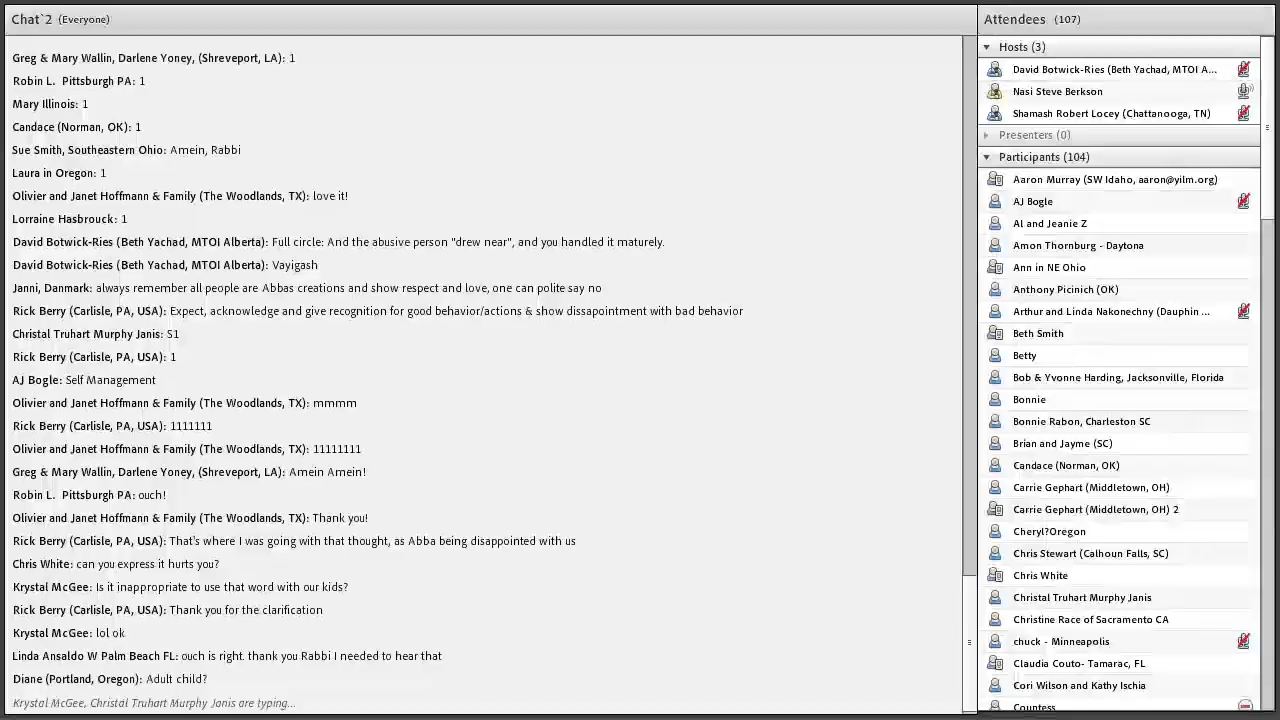 Chat`2 (Everyone)
Greg & Mary Wallin, Darlene Yoney, (Shreveport, LA): 1
Robin L. Pittsburgh PA: 1
Mary Illinois: 1
Candace (Norman, OK): 1
Sue Smith, Southeastern Ohio: Amein, Rabbi
Laura in Oregon: 1
Olivier and Janet Hoffmann & Family (The Woodlands, TX): love it!
Lorraine Hasbrouck: 1
David Botwick-Ries (Beth Yachad, MTOI Alberta): Full circle: And the abusive person "drew near", and you handled it maturely.
David Botwick-Ries (Beth Yachad, MTOI Alberta): Vayigash
Janni, Danmark: always remember all people are Abbas creations and show respect and love, one can polite say no
Rick Berry (Carlisle, PA, USA): Expect, acknowledge and give recognition for good behavior/actions & show dissapointment with bad behavior
Christal Truhart Murphy Janis: S1
Rick Berry (Carlisle, PA, USA): 1
AJ Bogle: Self Management
Olivier and Janet Hoffmann & Family (The Woodlands, TX): mmmm
Rick Berry (Carlisle, PA, USA): 1111111
Olivier and Janet Hoffmann & Family (The Woodlands, TX): 11111111
Greg & Mary Wallin, Darlene Yoney, (Shreveport, LA): Amein Amein!
Robin L. Pittsburgh PA: ouch!
Olivier and Janet Hoffmann & Family (The Woodlands, TX): Thank you!
Rick Berry (Carlisle, PA, USA): That's where I was going with that thought, as Abba being disappointed with us
Chris White: can you express it hurts you?
Krystal McGee: Is it inappropriate to use that word with our kids?
Rick Berry (Carlisle, PA, USA): Thank you for the clarification
Krystal McGee: lol ok
Linda Ansaldo W Palm Beach FL: ouch is right. thank you Rabbi I needed to hear that
Diane (Portland, Oregon): Adult child?
Krystal McGee, Christal Truhart Murphy Janis are typing...
Attendees (107)
Hosts (3)
David Botwick-Ries (Beth Yachad, MTOI A...
Nasi Steve Berkson
Shamash Robert Locey (Chattanooga, TN)
Presenters (0)
Participants (104)
Aaron Murray (SW Idaho, aaron@yilm.org)
AJ Bogle
Al and Jeanie Z
Amon Thornburg - Daytona
Ann in NE Ohio
Anthony Picinich (OK)
Arthur and Linda Nakonechny (Dauphin ...
Beth Smith
Betty
Bob & Yvonne Harding, Jacksonville, Florida
Bonnie
Bonnie Rabon, Charleston SC
Brian and Jayme (SC)
Candace (Norman, OK)
Carrie Gephart (Middletown, OH)
Carrie Gephart (Middletown, OH) 2
Cheryl?Oregon
Chris Stewart (Calhoun Falls, SC)
Chris White
Christal Truhart Murphy Janis
Christine Race of Sacramento CA
chuck - Minneapolis
Claudia Couto- Tamarac, FL
Cori Wilson and Kathy Ischia
Countess